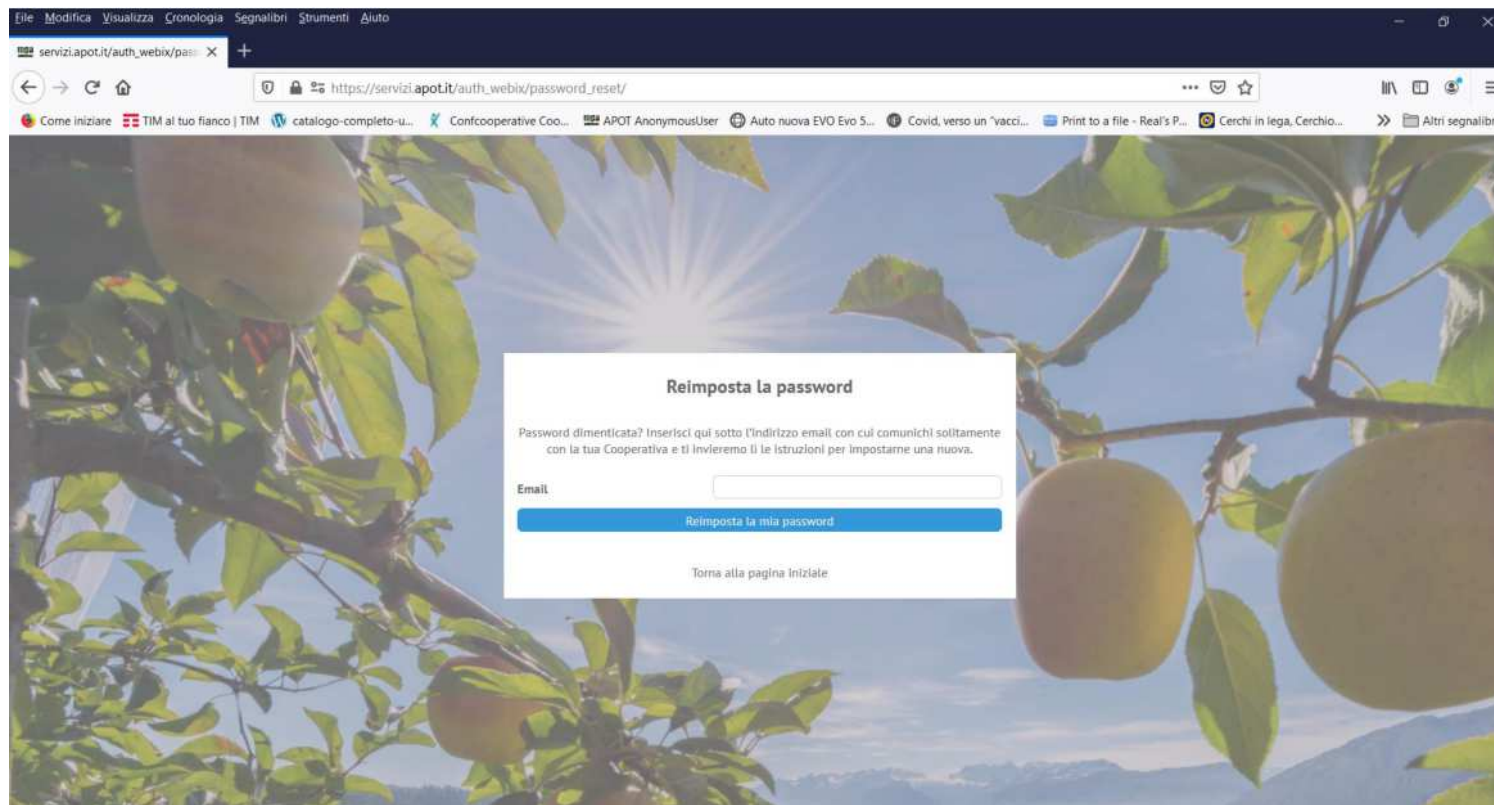 File Modifica Visualizza Cronologia Segnalibri Strumenti Aiuto
servizi.apot.it/auth_webix/pass
https://servizi.apot.it/auth_webix/password_reset/
Come iniziare TIM al tuo fianco | TIM catalogo-completo-u... Confcooperative Coo... APOT AnonymousUser Auto nuova EVO Evo 5... Covid, verso un "vacci... Print to a file - Real's P... Cerchi in lega, Cerchio... Altri segnalibr
Reimposta la password
Password dimenticata? Inserisci qui sotto l'indirizzo email con cui comunichi solitamente
con la tua Cooperativa e ti invieremo lì le istruzioni per impostarne una nuova.
Email
Reimposta la mia password
Torna alla pagina iniziale